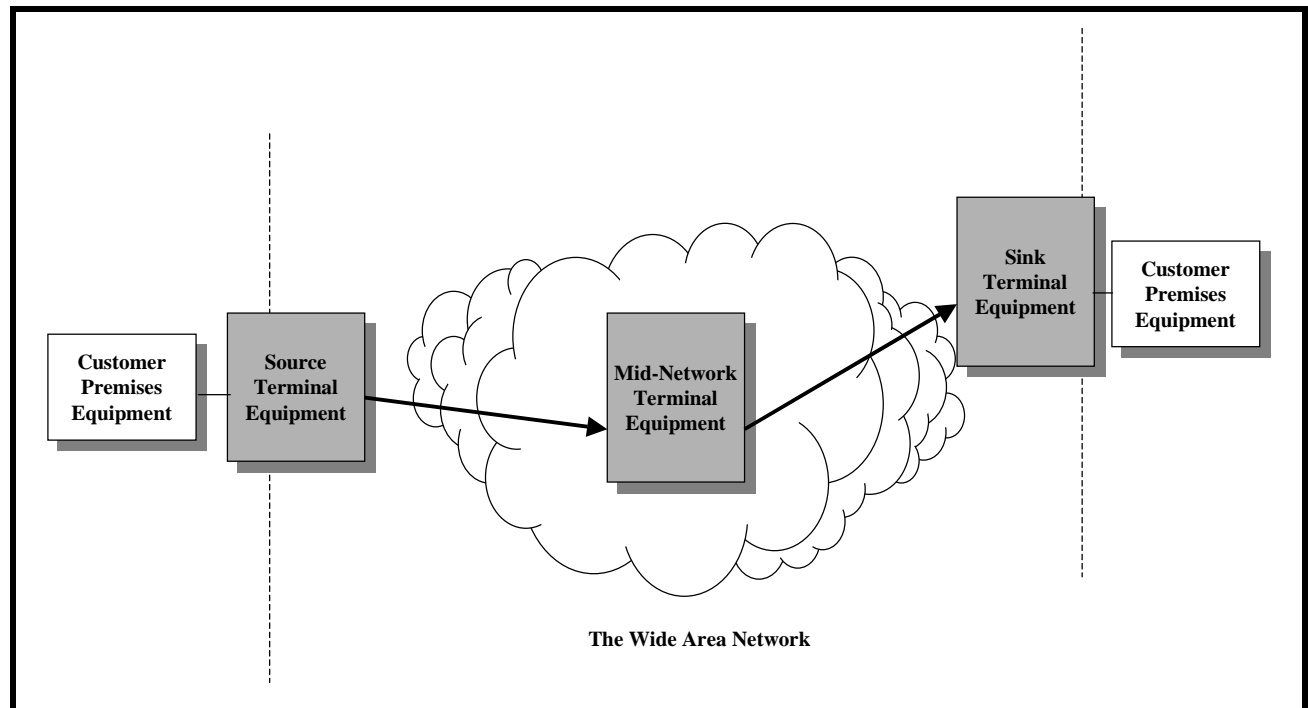 Customer
Premises
Equipment
Source
Terminal
Equipment
Mid-Network
Terminal
Equipment
Sink
Terminal
Equipment
Customer
Premises
Equipment
The Wide Area Network